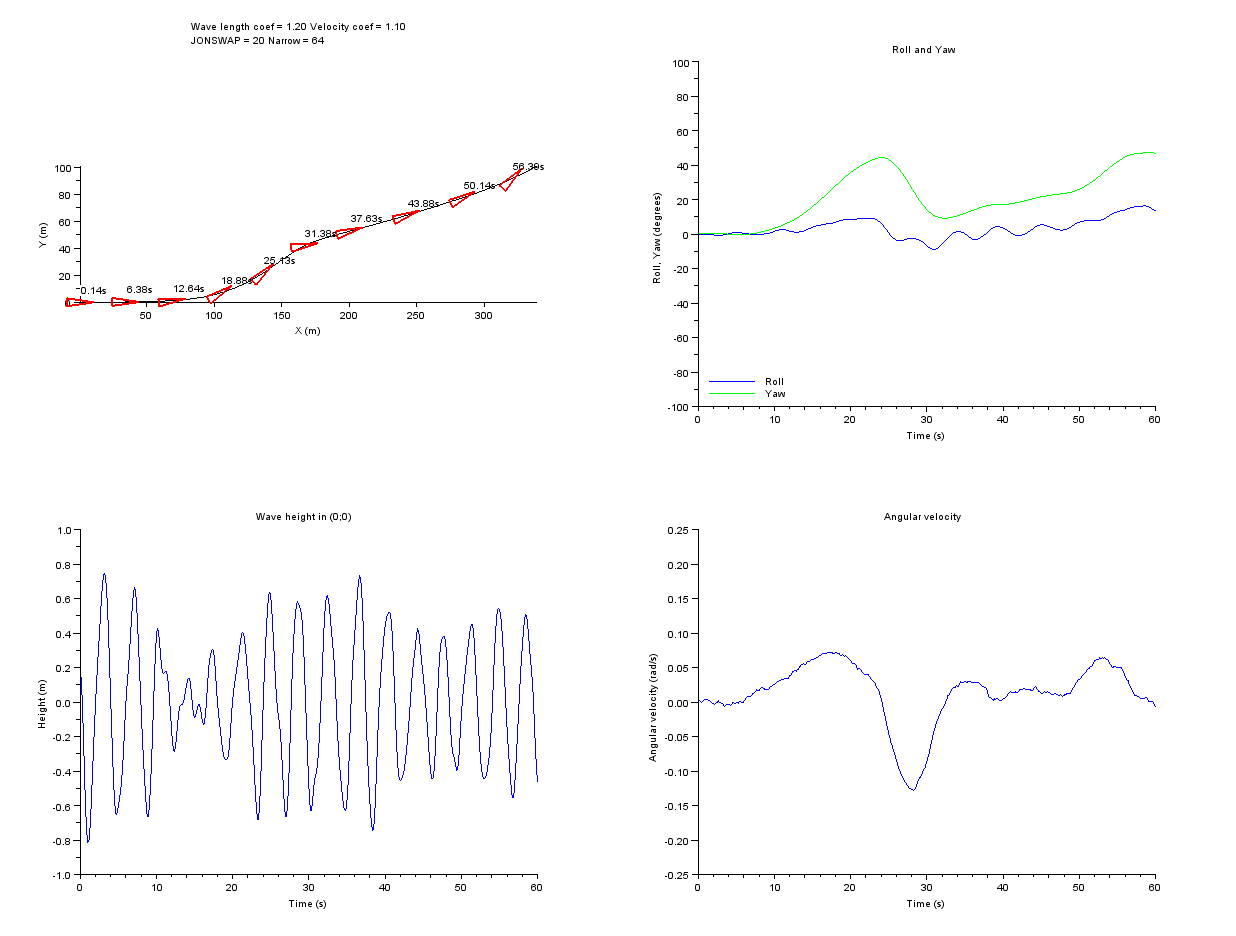 Wave length coef = 1.20 Velocity coef = 1.10
JONSWAP = 20 Narrow = 64
100
80
60
40
20
Y (m)
0.14s
6.38s
12.64s
18.88s
25.13s
31.38s
37.63s
43.88s
50.14s
56.39s
50
100
150
200
250
300
X (m)
Roll and Yaw
100
80
60
40
20
0
-20
-40
-60
-80
-100
Roll, Yaw (degrees)
Roll
Yaw
0
10
20
30
40
50
60
Time (s)
Wave height in (0;0)
1.0
0.8
0.6
0.4
0.2
0.0
-0.2
-0.4
-0.6
-0.8
-1.0
Height (m)
0
10
20
30
40
50
60
Time (s)
Angular velocity
0.25
0.20
0.15
0.10
0.05
0.00
-0.05
-0.10
-0.15
-0.20
-0.25
Angular velocity (rad/s)
0
10
20
30
40
50
60
Time (s)